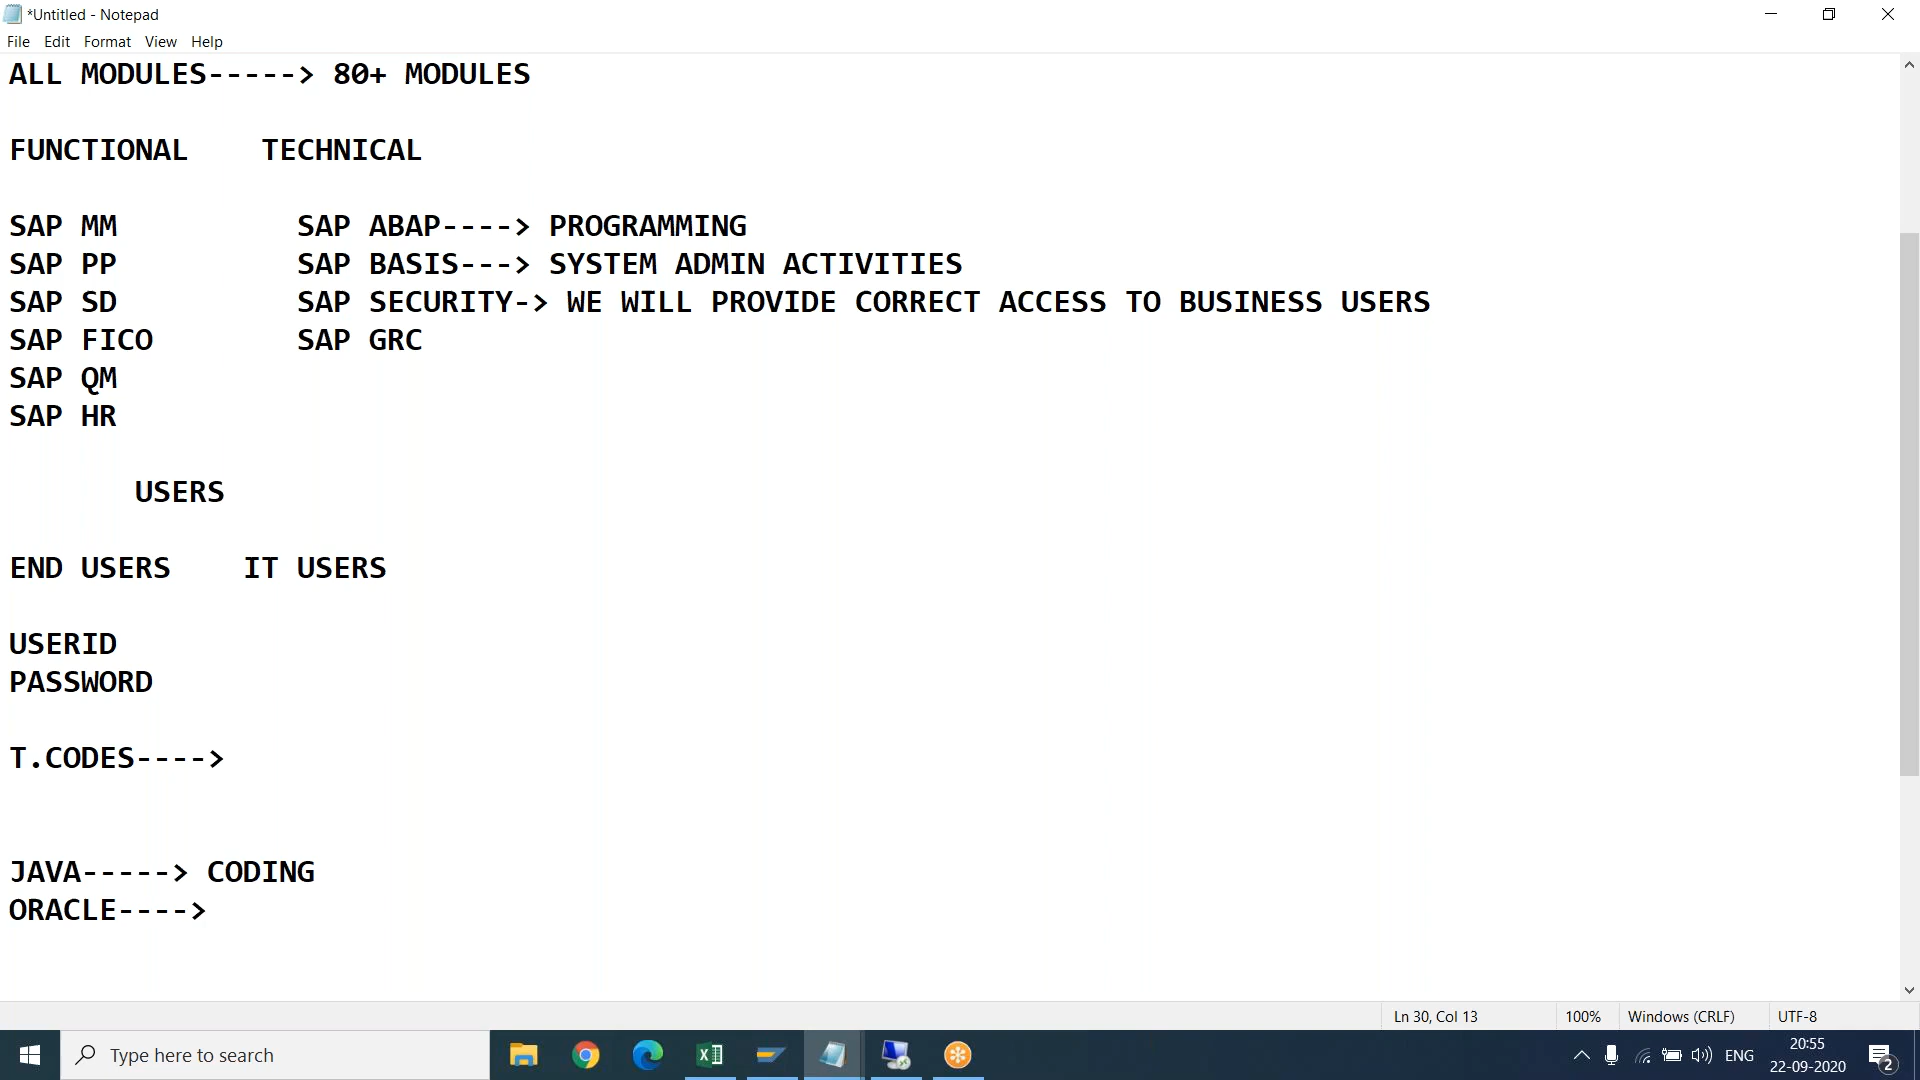 *Untitled - Notepad
File Edit Format View Help
ALL MODULES-----> 80+ MODULES
FUNCTIONAL    TECHNICAL
SAP MM          SAP ABAP----> PROGRAMMING
SAP PP          SAP BASIS---> SYSTEM ADMIN ACTIVITIES
SAP SD          SAP SECURITY-> WE WILL PROVIDE CORRECT ACCESS TO BUSINESS USERS
SAP FICO        SAP GRC
SAP QM
SAP HR
USERS
END USERS    IT USERS
USERID
PASSWORD
T.CODES---->
JAVA-----> CODING
ORACLE---->
Ln 30, Col 13 100% Windows (CRLF) UTF-8
Type here to search
ENG
20:55
22-09-2020
2